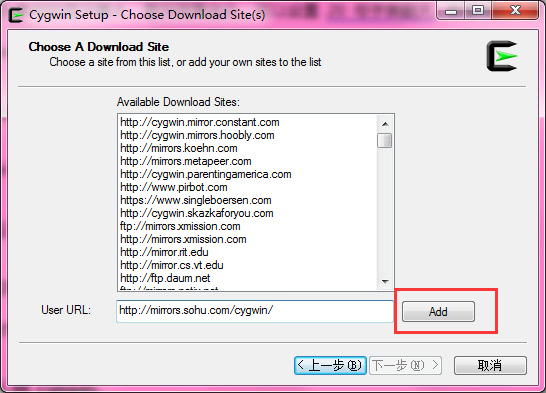 Cygwin Setup - Choose Download Site(s)
Choose A Download Site
Choose a site from this list, or add your own sites to the list
Available Download Sites:
http://cygwin.mirror.constant.com
http://cygwin.mirrors.hoobly.com
http://mirrors.koehn.com
http://mirrors.metapeer.com
http://cygwin.parentingamerica.com
http://www.pirbot.com
https://www.singleboersen.com
http://cygwin.skazkaforyou.com
ftp://mirrors.xmission.com
http://mirrors.xmission.com
http://mirror.rit.edu
http://mirror.cs.vt.edu
http://ftp.daum.net
User URL:
http://mirrors.sohu.com/cygwin/
Add
< 上一步(B)
下一步(N) >
取消